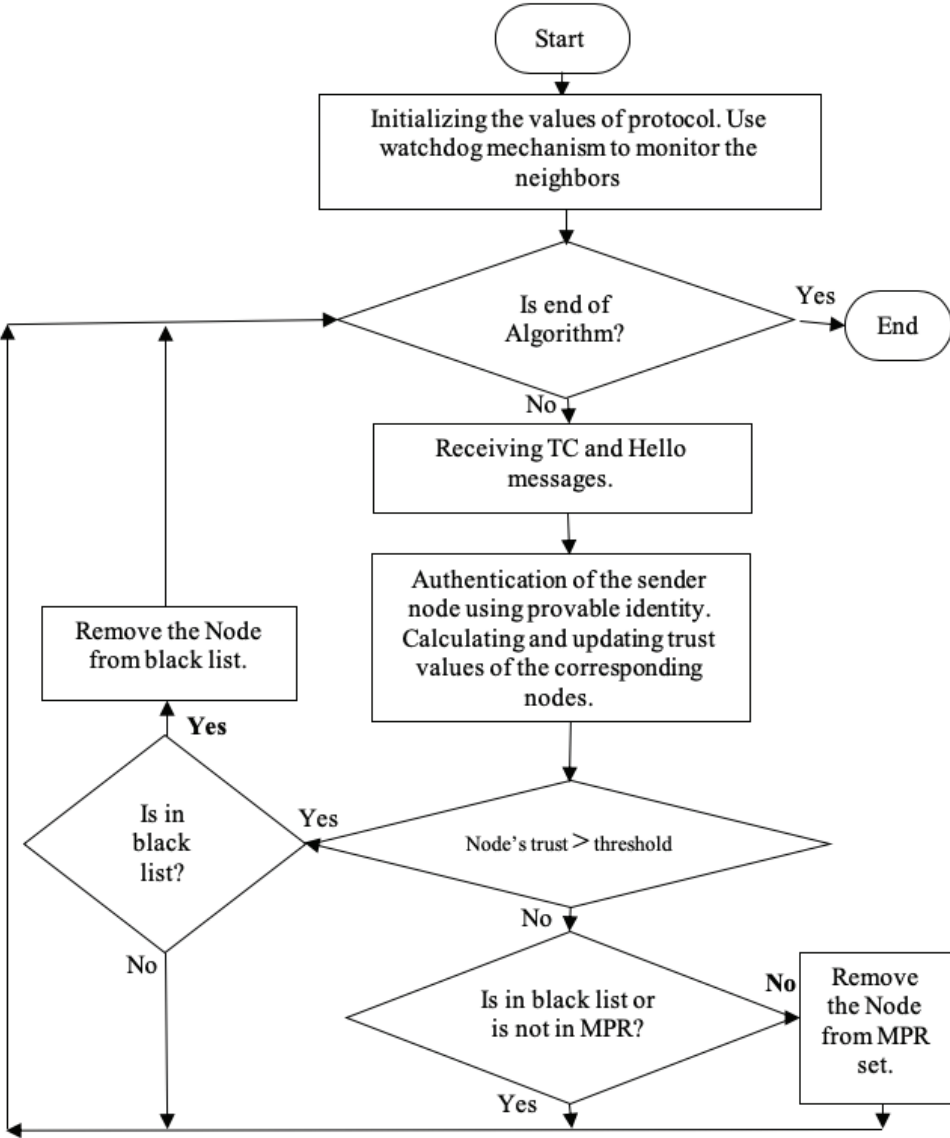 Start
Initializing the values of protocol. Use
watchdog mechanism to monitor the
neighbors
Is end of
Algorithm?
Yes
End
No
Receiving TC and Hello
messages.
Authentication of the sender
node using provable identity.
Calculating and updating trust
values of the corresponding
nodes.
Remove the Node
from black list.
Yes
Is in
black
list?
Yes
Node's trust > threshold
No
No
Is in black list or
is not in MPR?
No
Remove
the Node
from MPR
set.
Yes